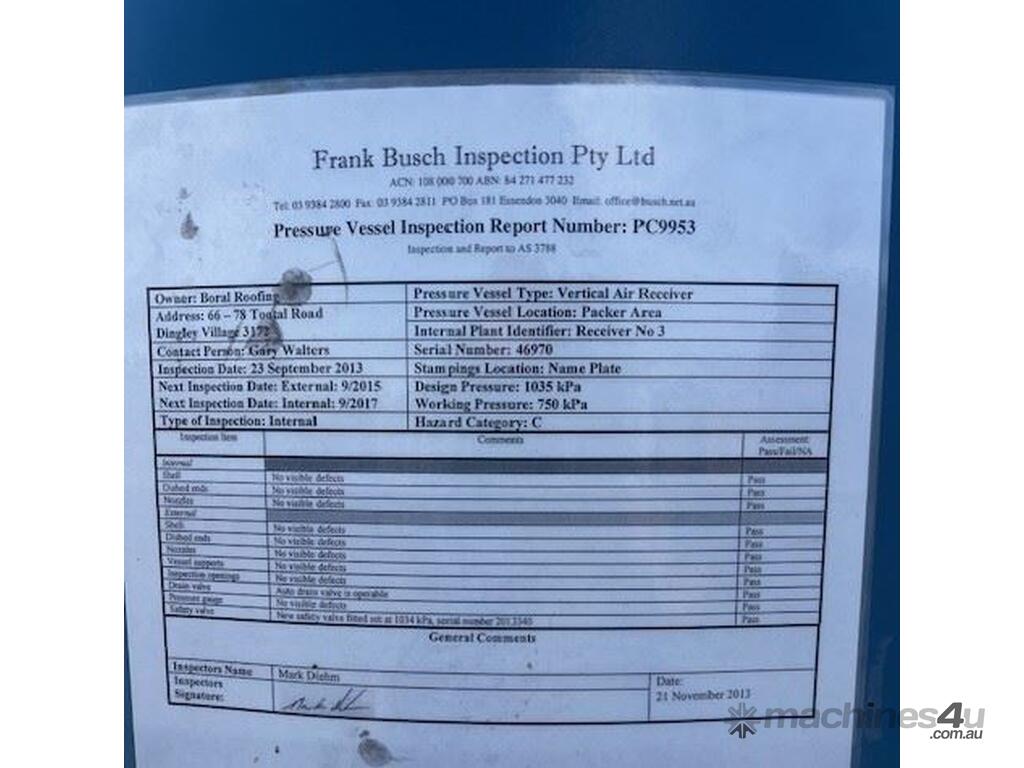 Frank Busch Inspection Pty Ltd
ACN: 108 000 700 ABN: 84 271 477 232
Tel: 03 9384 2800 Fax: 03 9384 2811 PO Box 181 Essendon 3040 Email: office@busch.net.au
Pressure Vessel Inspection Report Number: PC9953
Inspection and Report to AS 3788
Owner: Boral Roofing
Address: 66 – 78 Tootal Road
Dingley Village 3172
Contact Person: Gary Walters
Inspection Date: 23 September 2013
Next Inspection Date: External: 9/2015
Next Inspection Date: Internal: 9/2017
Type of Inspection: Internal
Pressure Vessel Type: Vertical Air Receiver
Pressure Vessel Location: Packer Area
Internal Plant Identifier: Receiver No 3
Serial Number: 46970
Stampings Location: Name Plate
Design Pressure: 1035 kPa
Working Pressure: 750 kPa
Hazard Category: C
Inspection Item Comments Assessment
Pass/Fail/NA
Internal
Shell No visible defects Pass
Dished ends No visible defects Pass
Nozzles No visible defects Pass
External
Shell No visible defects Pass
Dished ends No visible defects Pass
Nozzles No visible defects Pass
Vessel supports No visible defects Pass
Inspection openings No visible defects Pass
Drain valve Auto drain valve is operable Pass
Pressure gauge No visible defects Pass
Safety valve New safety valve fitted set at 1034 kPa, serial number Pass
General Comments
Inspectors Name Mark Diehm
Inspectors
Signature:
Date:
21 November 2013
machines4u
.com.au